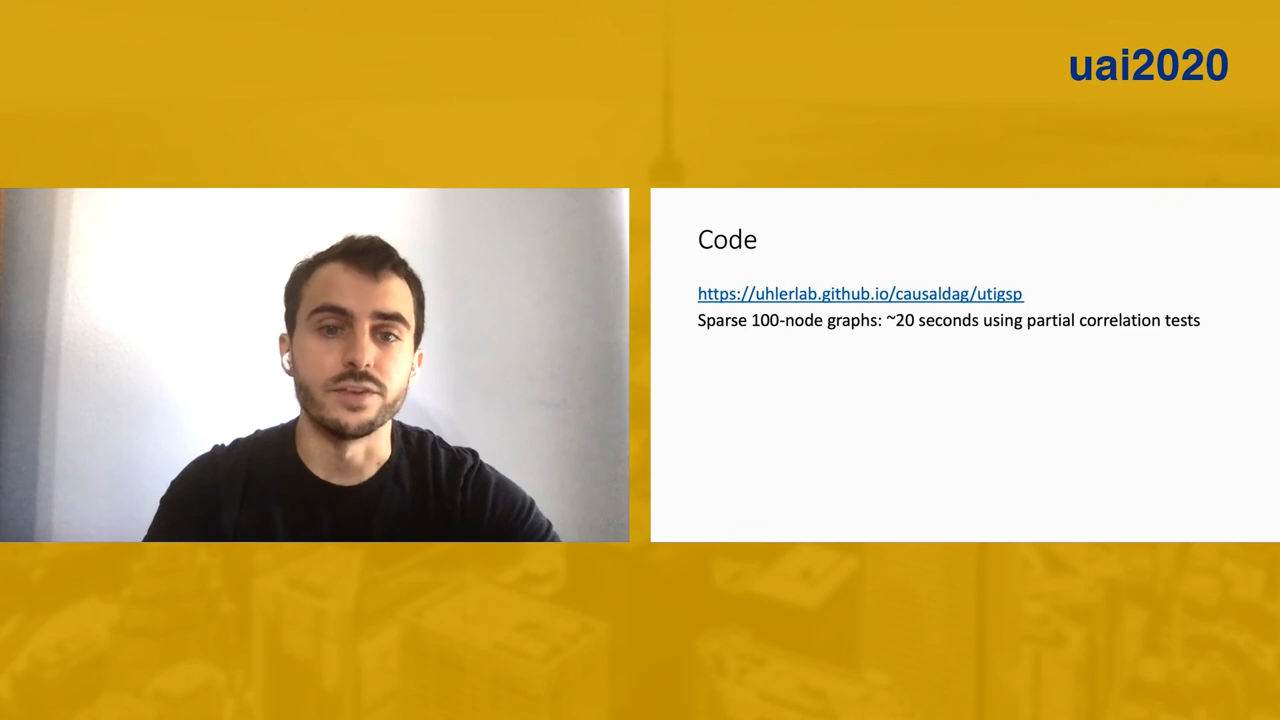 uai2020
Code
https://uhlerlab.github.io/causaldag/utigsp
Sparse 100-node graphs: ~20 seconds using partial correlation tests